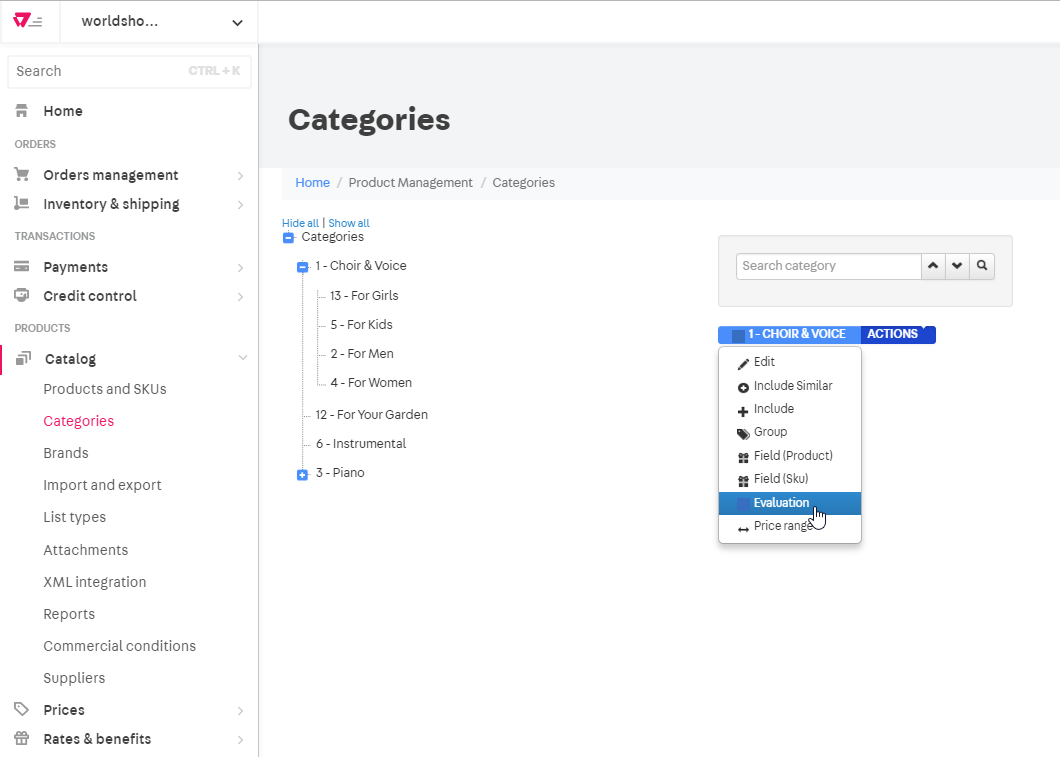 worldsho...
Search CTRL + K
Home
ORDERS
Orders management
Inventory & shipping
TRANSACTIONS
Payments
Credit control
PRODUCTS
Catalog
Products and SKUs
Categories
Brands
Import and export
List types
Attachments
XML integration
Reports
Commercial conditions
Suppliers
Prices
Rates & benefits
Categories
Home / Product Management / Categories
Hide all | Show all
Categories
1 - Choir & Voice
13 - For Girls
5 - For Kids
2 - For Men
4 - For Women
12 - For Your Garden
6 - Instrumental
3 - Piano
Search category
1 - CHOIR & VOICE ACTIONS
Edit
Include Similar
Include
Group
Field (Product)
Field (Sku)
Evaluation
Price range